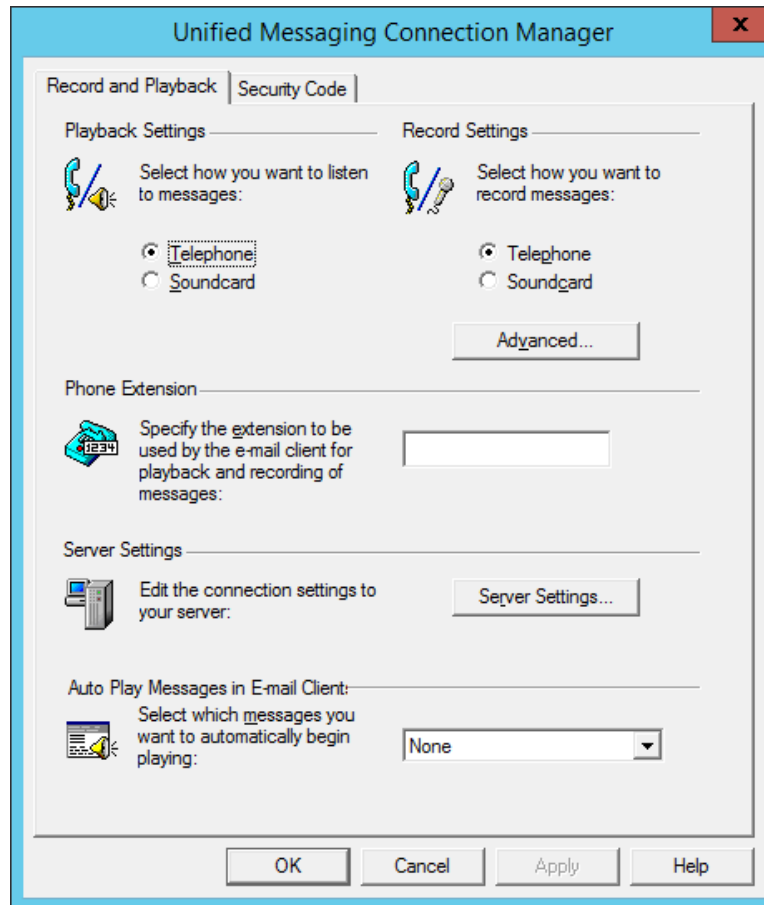 Unified Messaging Connection Manager
x
Record and Playback
Security Code
Playback Settings
Select how you want to listen
to messages:
Telephone
Soundcard
Record Settings
Select how you want to
record messages:
Telephone
Soundcard
Advanced...
Phone Extension
1234
Specify the extension to be
used by the e-mail client for
playback and recording of
messages:
Server Settings
Edit the connection settings to
your server:
Server Settings...
Auto Play Messages in E-mail Client:
Select which messages you
want to automatically begin
playing:
None
OK
Cancel
Apply
Help